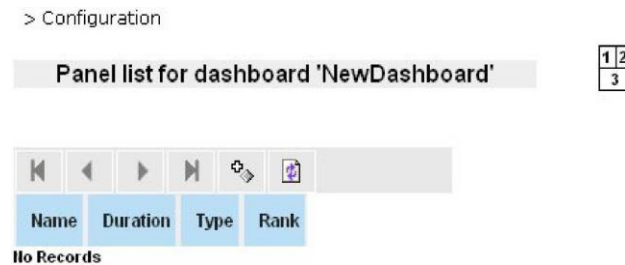 > Configuration
Panel list for dashboard 'NewDashboard'
1 2
3
Name Duration Type Rank
No Records